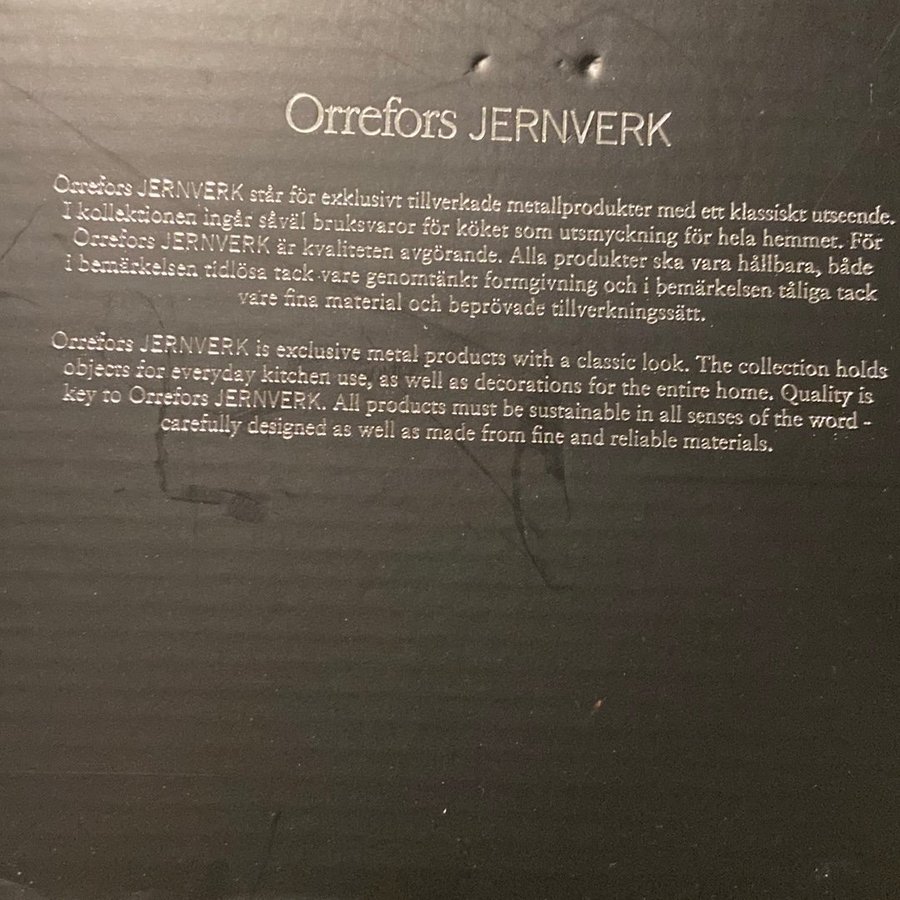 Orrefors JERNVERK
Orrefors JERNVERK står för exklusivt tillverkade metallprodukter med ett klassiskt utseende.
I kollektionen ingår såväl bruksvaror för köket som utsmyckning för hela hemmet. För
Orrefors JERNVERK är kvaliteten avgörande. Alla produkter ska vara hållbara, både
i bemärkelsen tidlösa tack vare genomtänkt formgivning och i bemärkelsen tåliga tack
vare fina material och beprövade tillverkningssätt.
Orrefors JERNVERK is exclusive metal products with a classic look. The collection holds
objects for everyday kitchen use, as well as decorations for the entire home. Quality is
key to Orrefors JERNVERK. All products must be sustainable in all senses of the word -
carefully designed as well as made from fine and reliable materials.